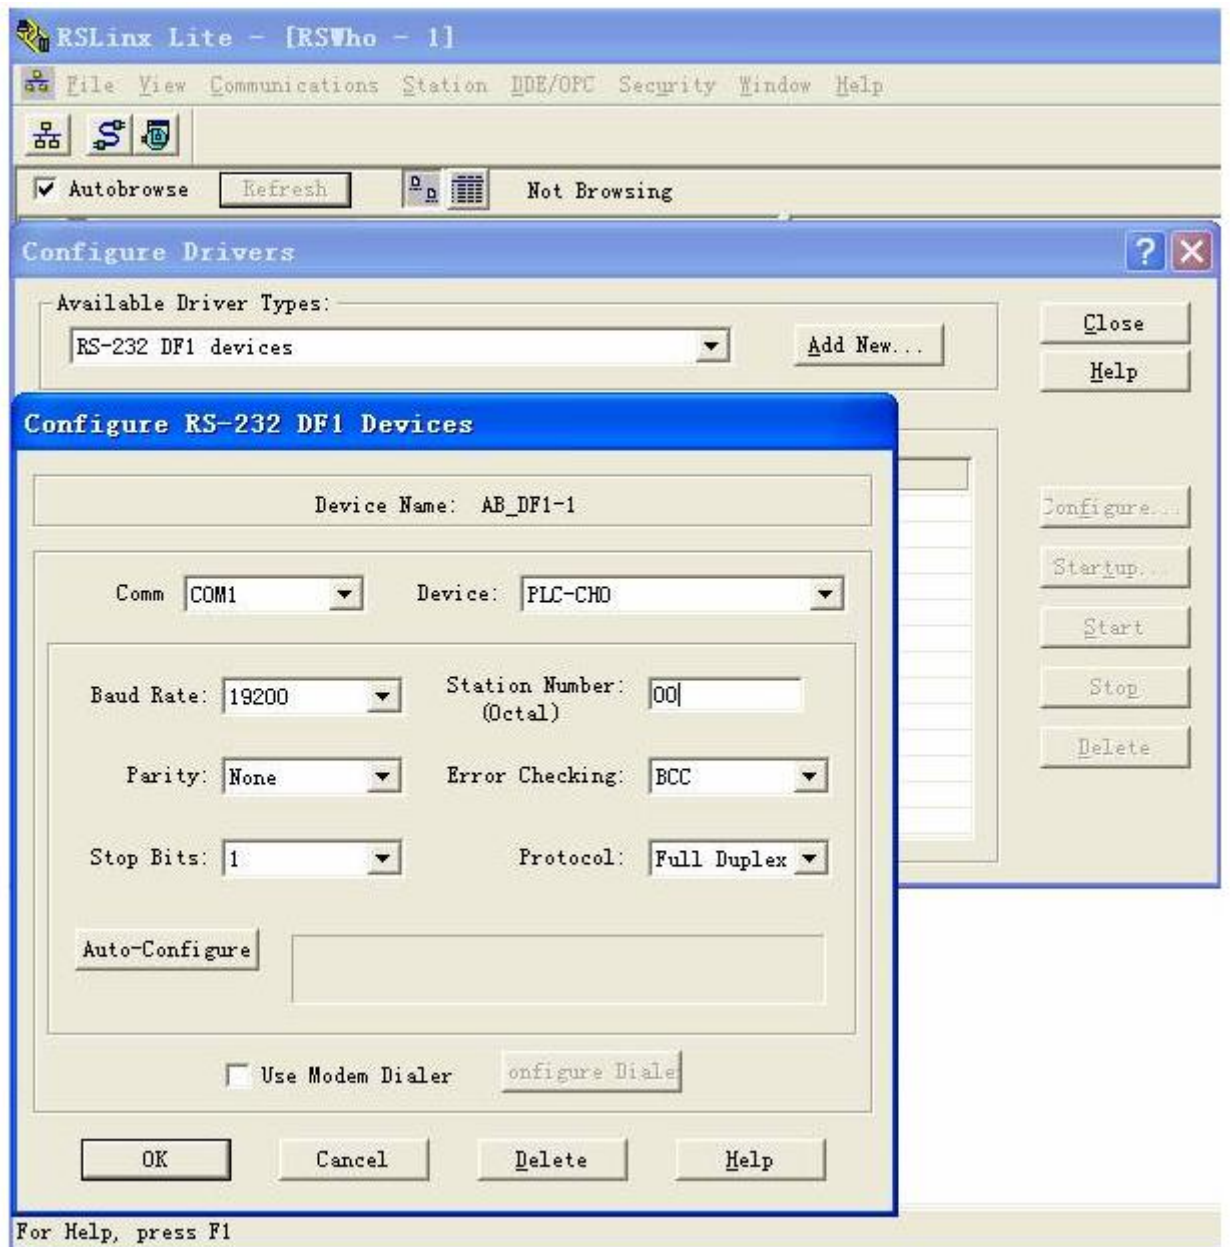 RSLinx Lite - [RSWho - 1]
File View Communications Station DDE/OPC Security Window Help
Autobrowse Refresh Not Browsing
Configure Drivers
Available Driver Types:
RS-232 DF1 devices Add New... Close
Help
Configure RS-232 DF1 Devices
Device Name: AB_DF1-1
Configure...
Comm COM1 Device: PLC-CH0
Startup...
Start
Baud Rate: 19200 Station Number: 00
(Octal)
Stop
Delete
Parity: None Error Checking: BCC
Stop Bits: 1 Protocol: Full Duplex
Auto-Configure
Use Modem Dialer onfigure Diale
OK Cancel Delete Help
For Help, press F1